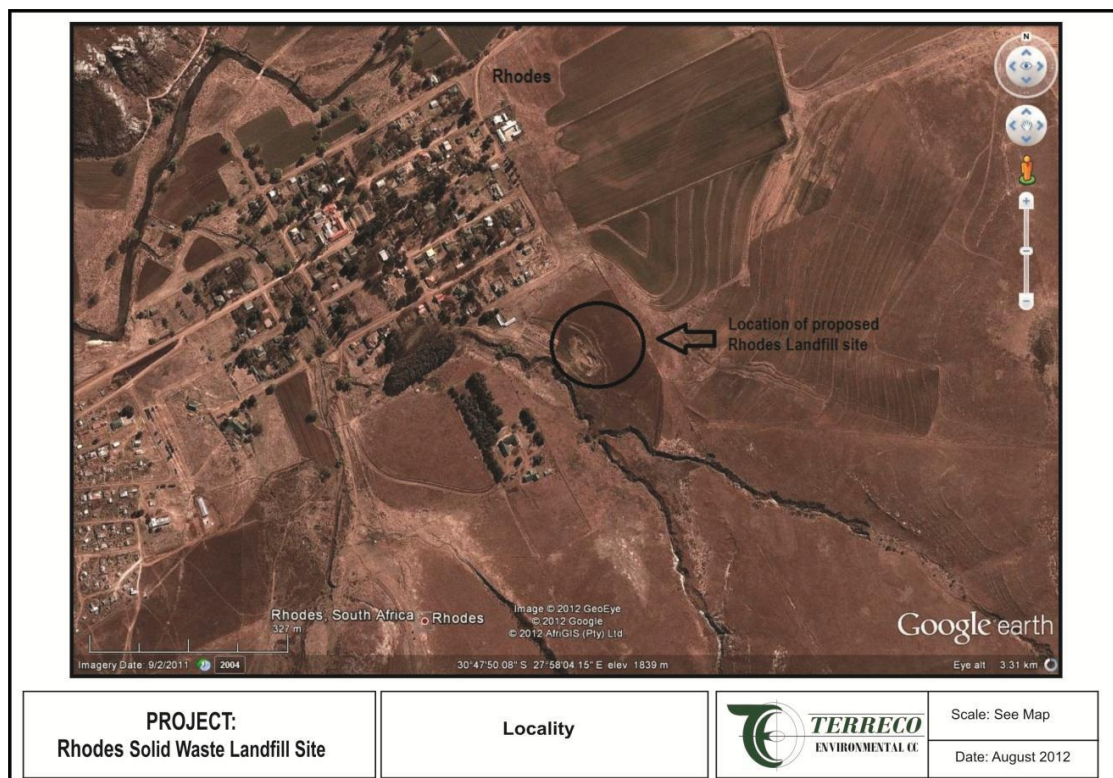 Rhodes
N
Location of proposed
Rhodes Landfill site
Rhodes, South Africa
Rhodes
327 m
Image © 2012 GeoEye
© 2012 Google
© 2012 AfriGIS (Pty) Ltd
Google earth
Imagery Date: 9/2/2011
2004
30°47'50.08" S 27°58'04.15" E elev 1839 m
Eye alt 3.31 km
PROJECT:
Rhodes Solid Waste Landfill Site
Locality
TERRECO
ENVIRONMENTAL CC
Scale: See Map
Date: August 2012